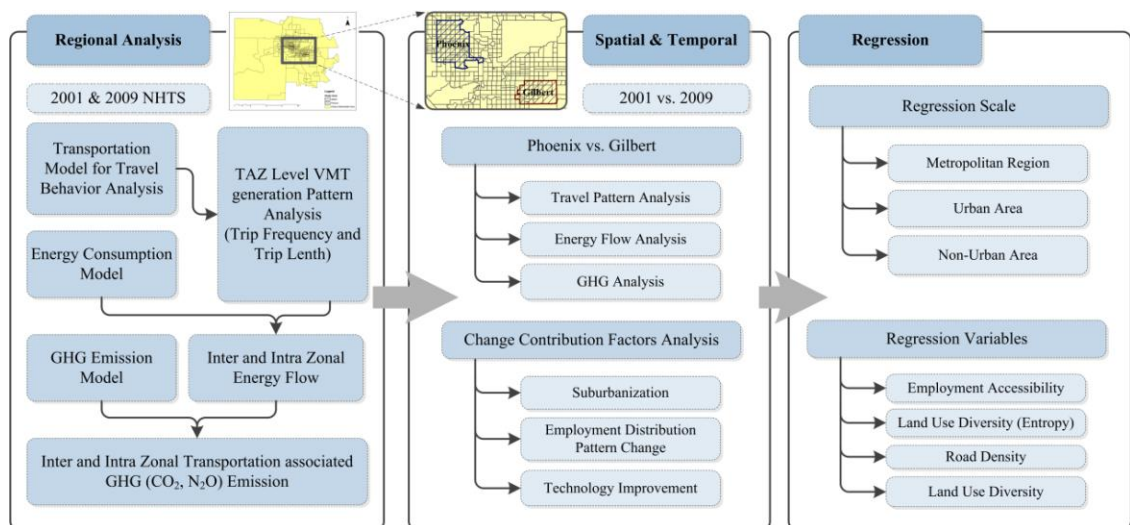 Regional Analysis
2001 & 2009 NHTS
Transportation
Model for Travel
Behavior Analysis
TAZ Level VMT
generation Pattern
Analysis
(Trip Frequency and
Trip Lenth)
Energy Consumption
Model
GHG Emission
Model
Inter and Intra Zonal
Energy Flow
Inter and Intra Zonal Transportation associated
GHG (CO₂, N₂O) Emission
Phoenix
Gilbert
Spatial & Temporal
2001 vs. 2009
Phoenix vs. Gilbert
Travel Pattern Analysis
Energy Flow Analysis
GHG Analysis
Change Contribution Factors Analysis
Suburbanization
Employment Distribution
Pattern Change
Technology Improvement
Regression
Regression Scale
Metropolitan Region
Urban Area
Non-Urban Area
Regression Variables
Employment Accessibility
Land Use Diversity (Entropy)
Road Density
Land Use Diversity